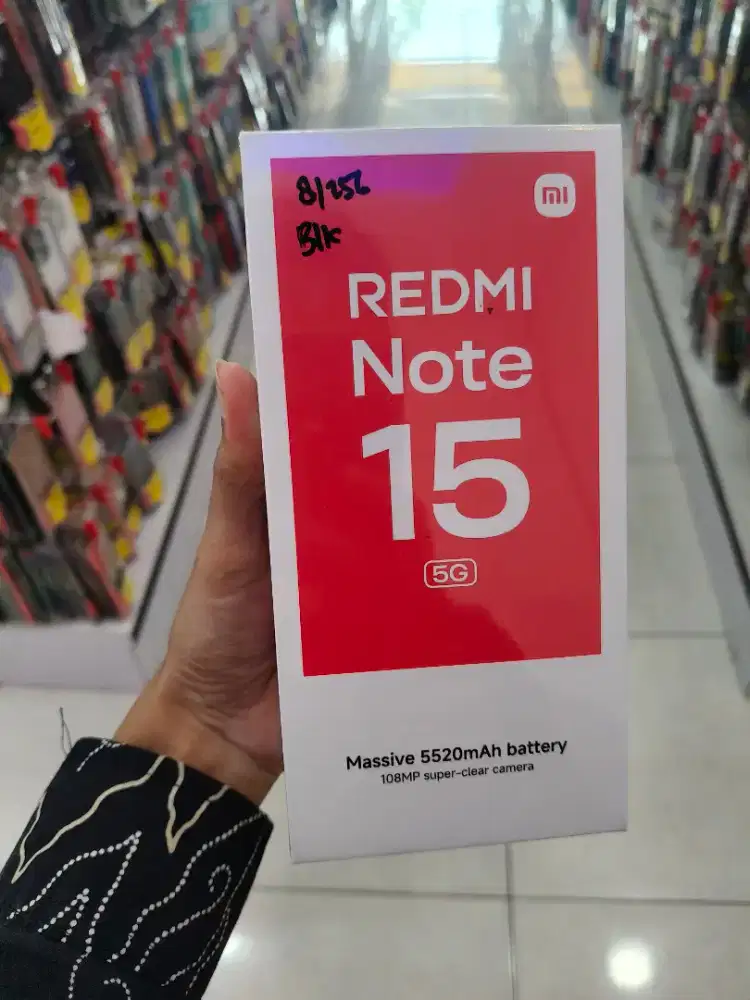 8/256
Blk
mi
REDMI
Note
15
5G
Massive 5520mAh battery
108MP super-clear camera